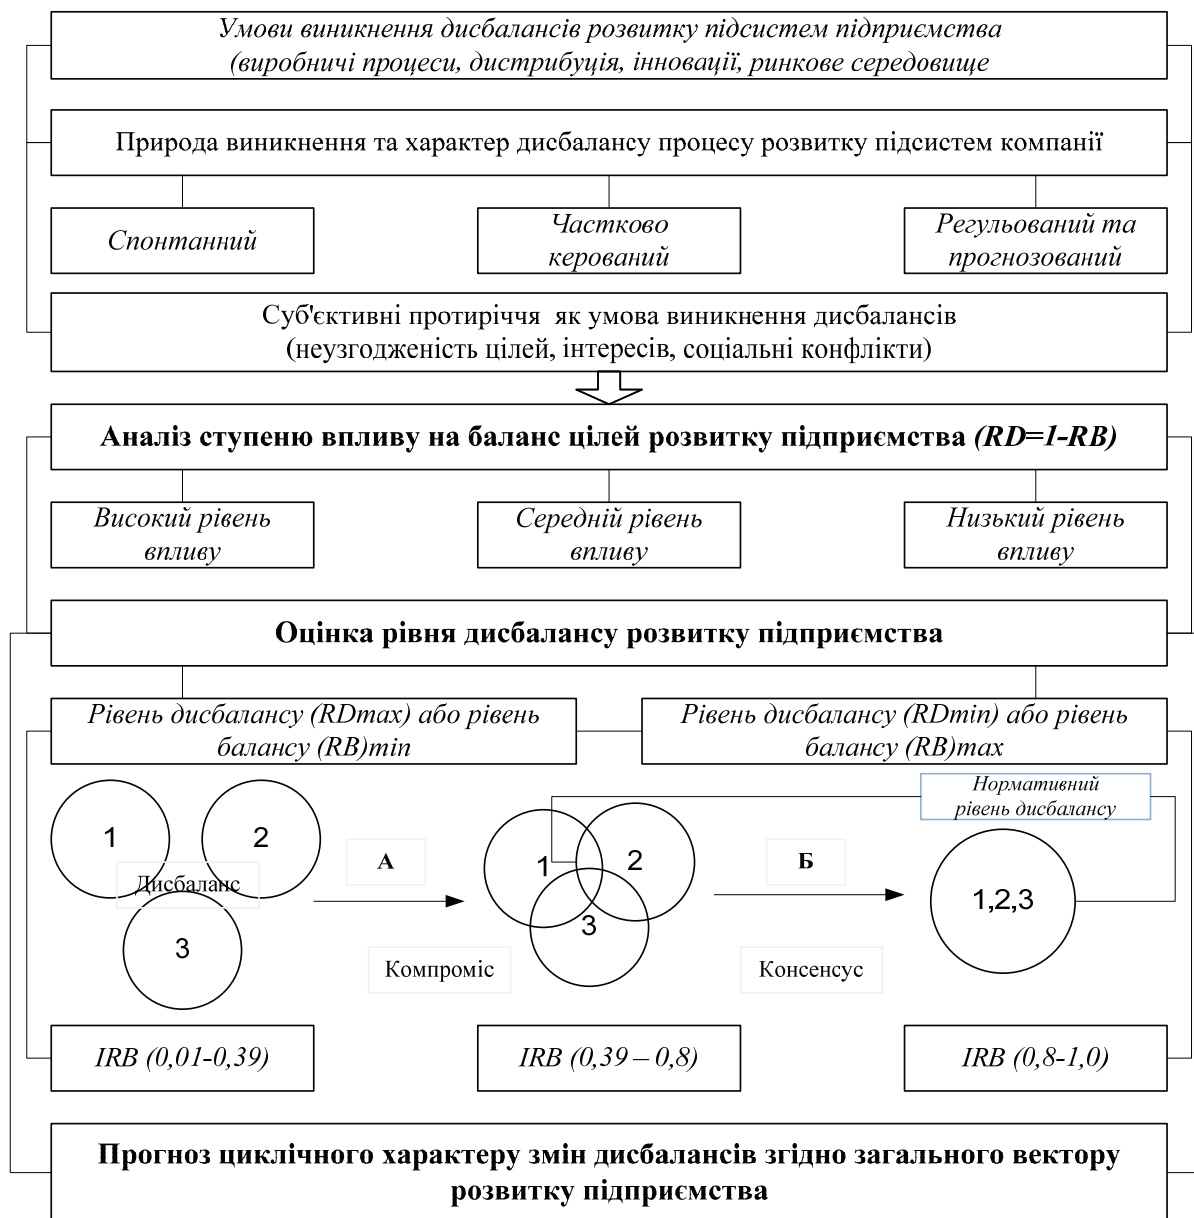 Умови виникнення дисбалансів розвитку підсистем підприємства
(виробничі процеси, дистрибуція, інновації, ринкове середовище
Природа виникнення та характер дисбалансу процесу розвитку підсистем компанії
Спонтанний
Частково
керований
Регульований та
прогнозований
Суб'єктивні протиріччя як умова виникнення дисбалансів
(неузгодженість цілей, інтересів, соціальні конфлікти)
Аналіз ступеню впливу на баланс цілей розвитку підприємства (RD=1-RB)
Високий рівень
впливу
Середній рівень
впливу
Низький рівень
впливу
Оцінка рівня дисбалансу розвитку підприємства
Рівень дисбалансу (RDmax) або рівень
балансу (RB)min
Рівень дисбалансу (RDmin) або рівень
балансу (RB)max
Нормативний
рівень дисбалансу
1
2
Дисбаланс
3
А
Компроміс
1
2
3
Б
Консенсус
1,2,3
IRB (0,01-0,39)
IRB (0,39 – 0,8)
IRB (0,8-1,0)
Прогноз циклічного характеру змін дисбалансів згідно загального вектору
розвитку підприємства